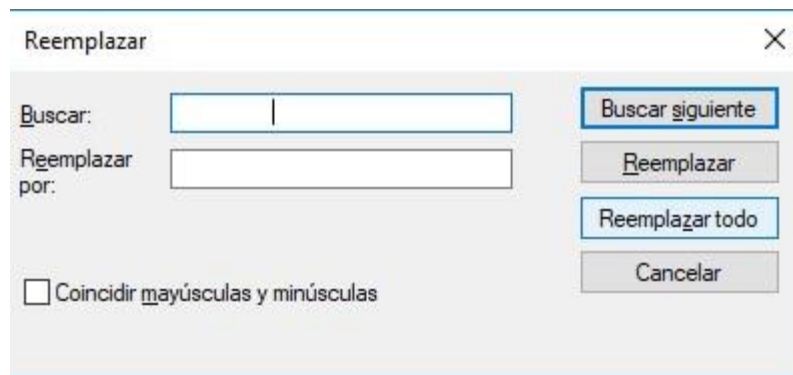 Reemplazar
Buscar:
Buscar siguiente
Reemplazar
por:
Reemplazar
Reemplazar todo
Cancelar
Coincidir mayúsculas y minúsculas